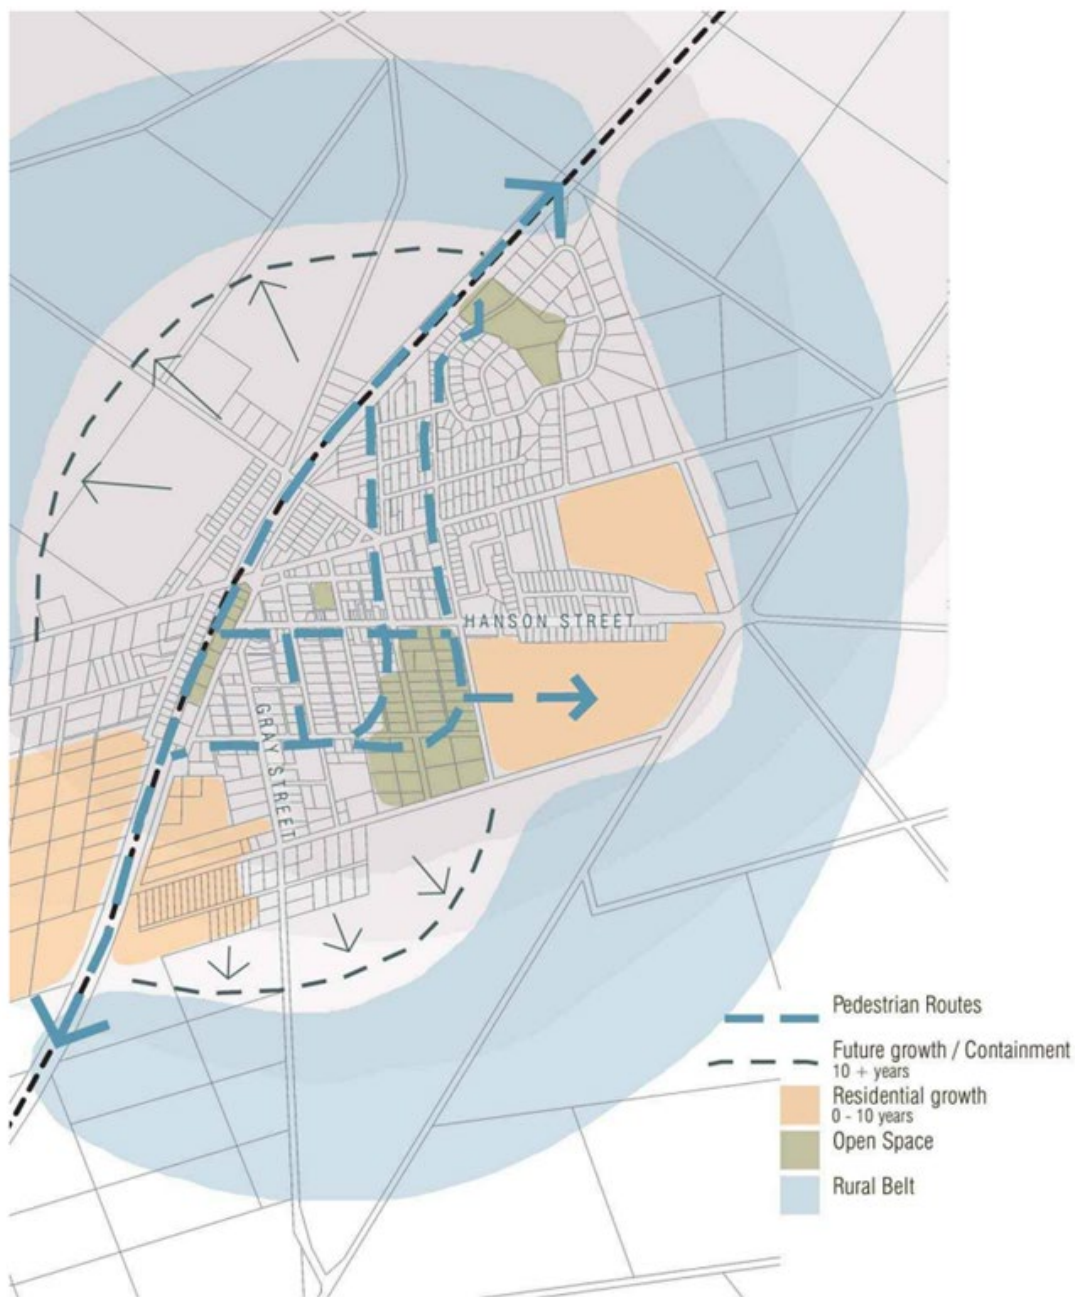 HANSON STREET
GRAY STREET
Pedestrian Routes
Future growth / Containment
10 + years
Residential growth
0 - 10 years
Open Space
Rural Belt